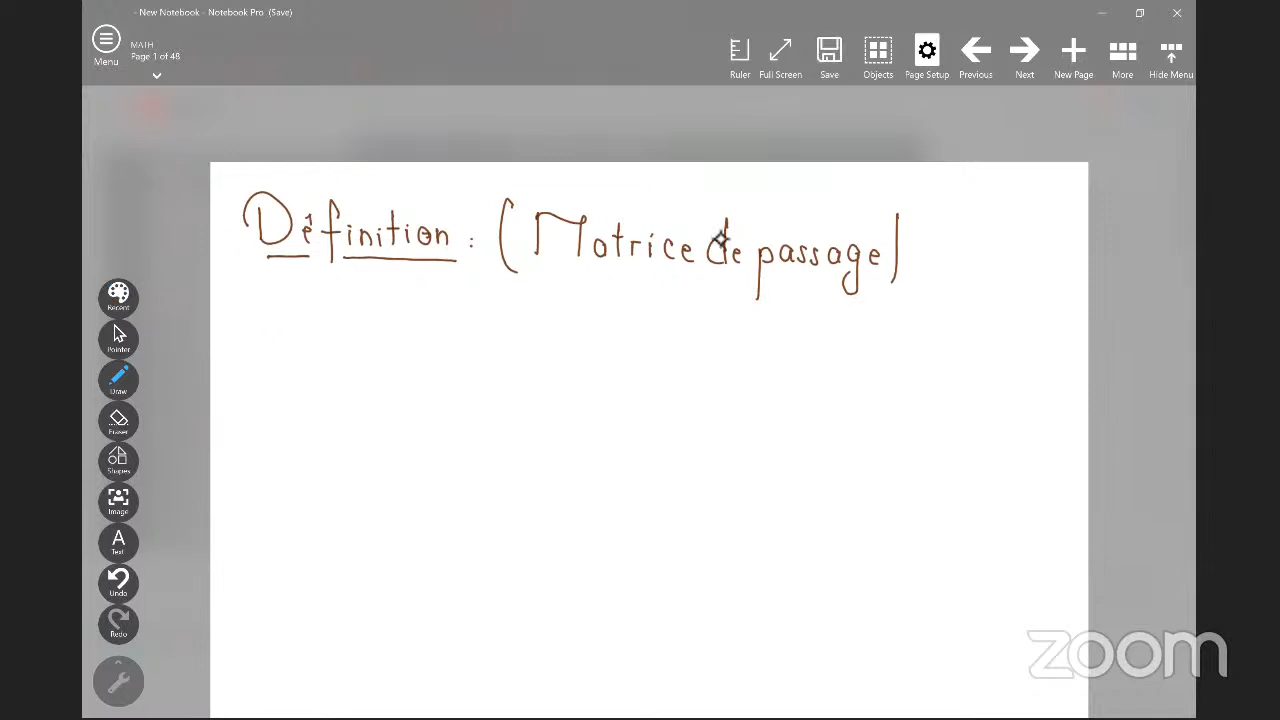 - New Notebook - Notebook Pro (Save)
MATH
Page 1 of 48
Menu
Ruler
Full Screen
Save
Objects
Page Setup
Previous
Next
New Page
More
Hide Menu
Définition : (Matrice de passage)
Recent
Pointer
Draw
Eraser
Shapes
Image
A
Text
Undo
Redo
zoom